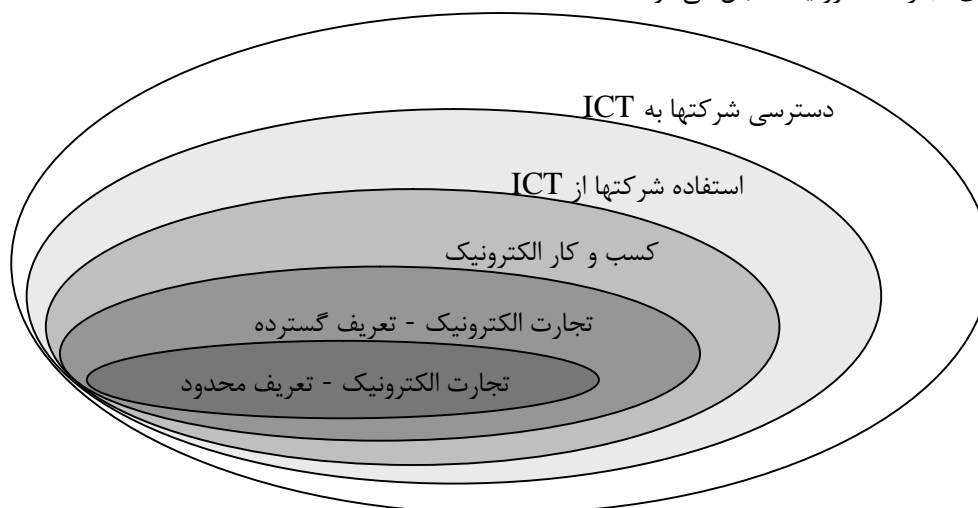 دسترسی شرکتها به ICT
استفاده شرکتها از ICT
کسب و کار الکترونیک
تجارت الکترونیک - تعریف گسترده
تجارت الکترونیک - تعریف محدود